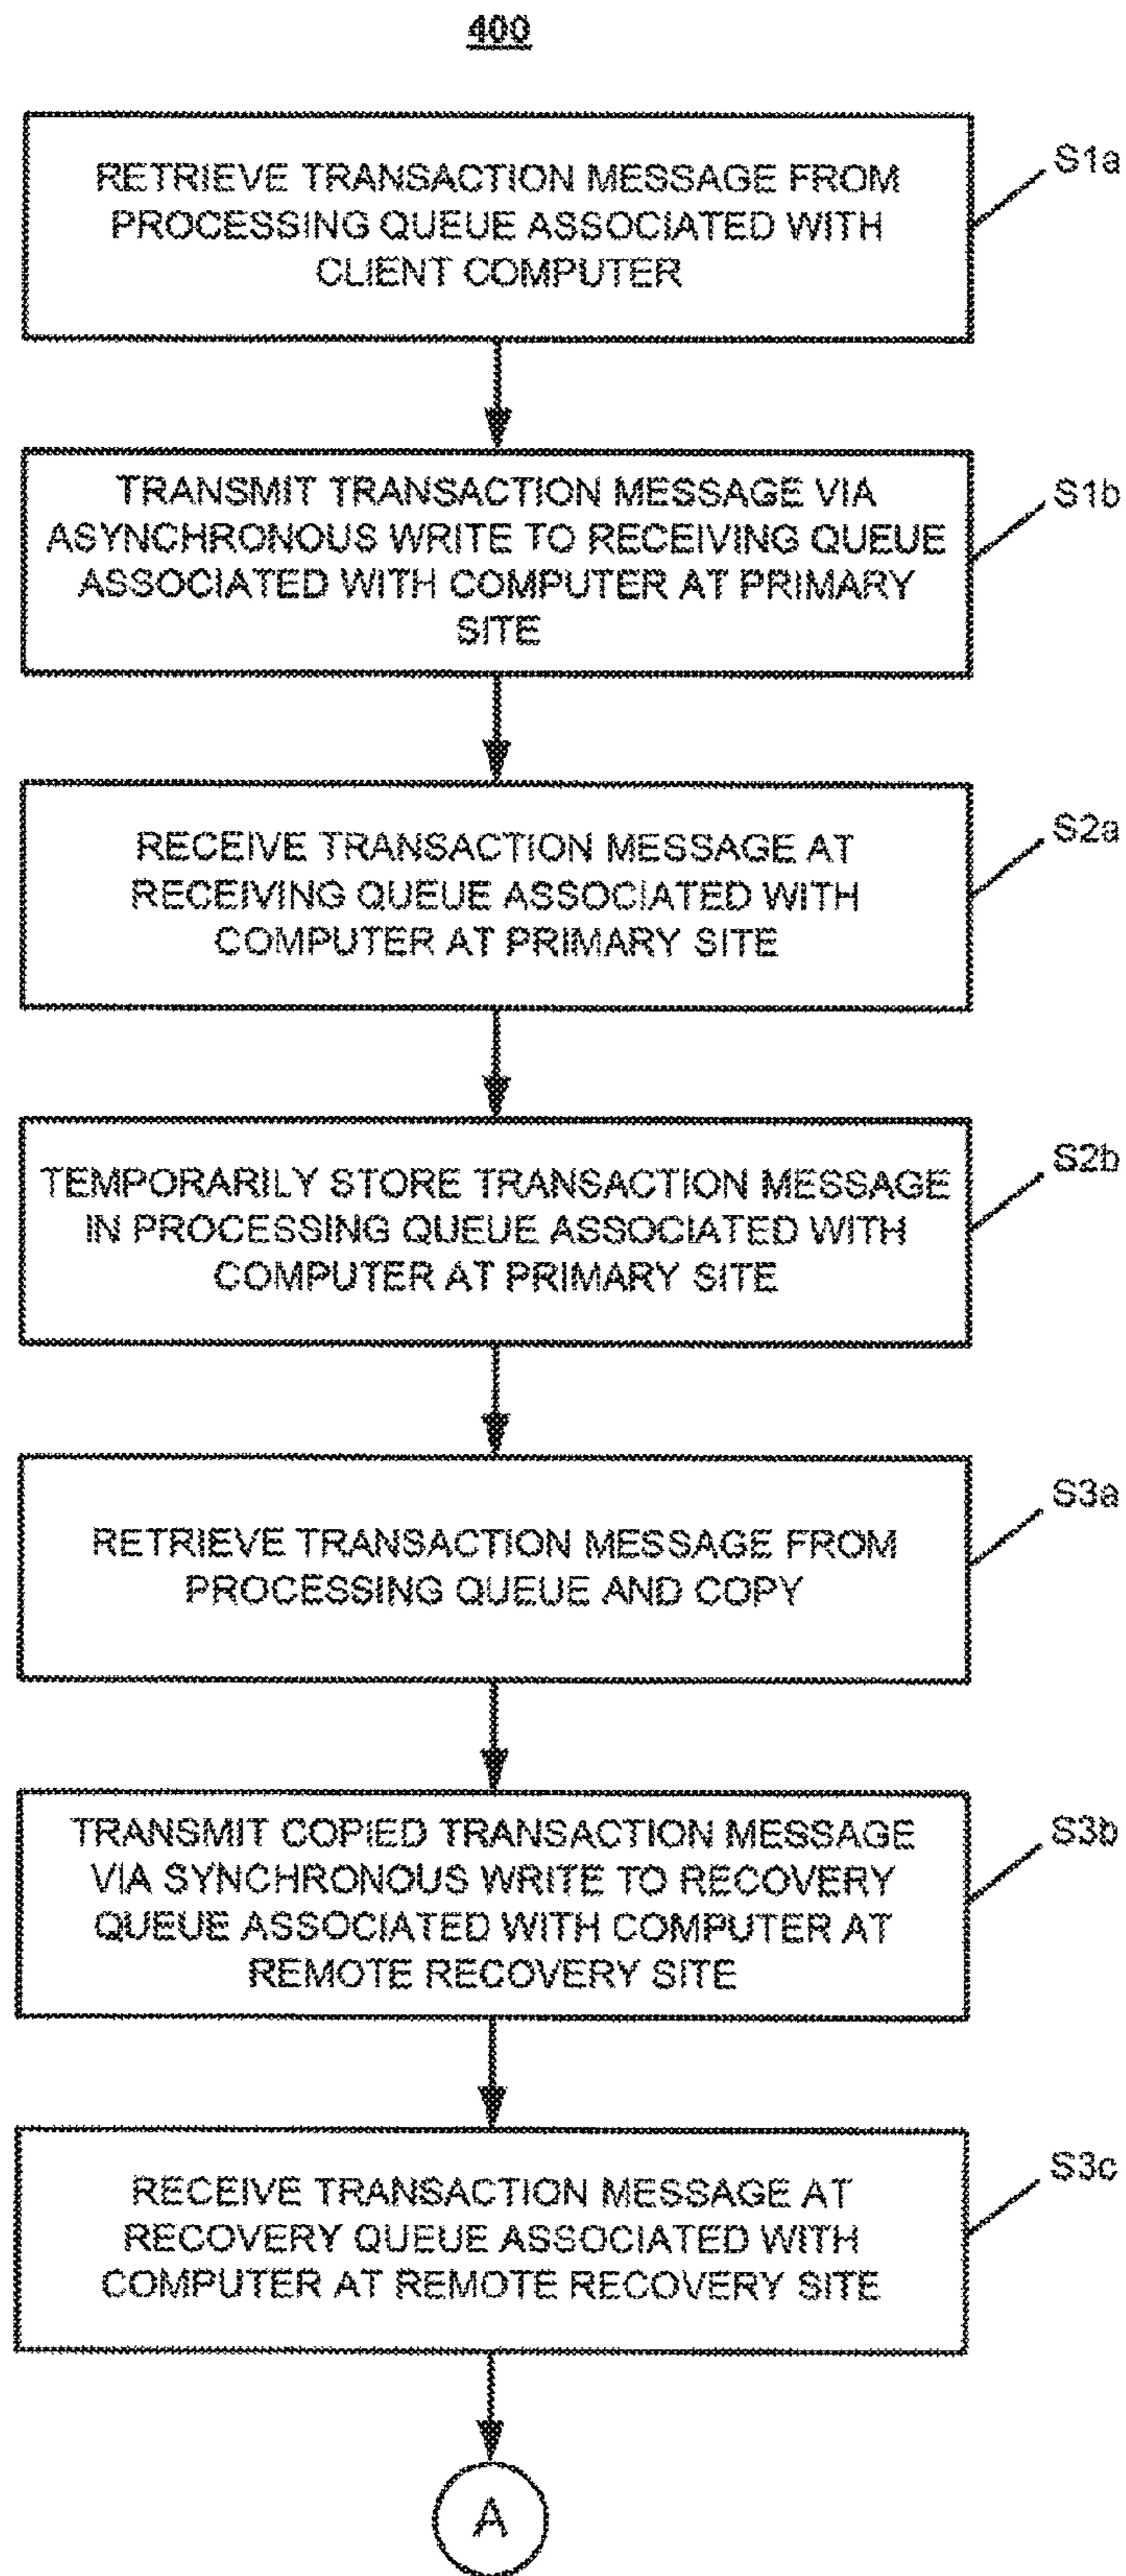 400
RETRIEVE TRANSACTION MESSAGE FROM
PROCESSING QUEUE ASSOCIATED WITH
CLIENT COMPUTER
S1a
TRANSMIT TRANSACTION MESSAGE VIA
ASYNCHRONOUS WRITE TO RECEIVING QUEUE
ASSOCIATED WITH COMPUTER AT PRIMARY
SITE
S1b
RECEIVE TRANSACTION MESSAGE AT
RECEIVING QUEUE ASSOCIATED WITH
COMPUTER AT PRIMARY SITE
S2a
TEMPORARILY STORE TRANSACTION MESSAGE
IN PROCESSING QUEUE ASSOCIATED WITH
COMPUTER AT PRIMARY SITE
S2b
RETRIEVE TRANSACTION MESSAGE FROM
PROCESSING QUEUE AND COPY
S3a
TRANSMIT COPIED TRANSACTION MESSAGE
VIA SYNCHRONOUS WRITE TO RECOVERY
QUEUE ASSOCIATED WITH COMPUTER AT
REMOTE RECOVERY SITE
S3b
RECEIVE TRANSACTION MESSAGE AT
RECOVERY QUEUE ASSOCIATED WITH
COMPUTER AT REMOTE RECOVERY SITE
S3c
A